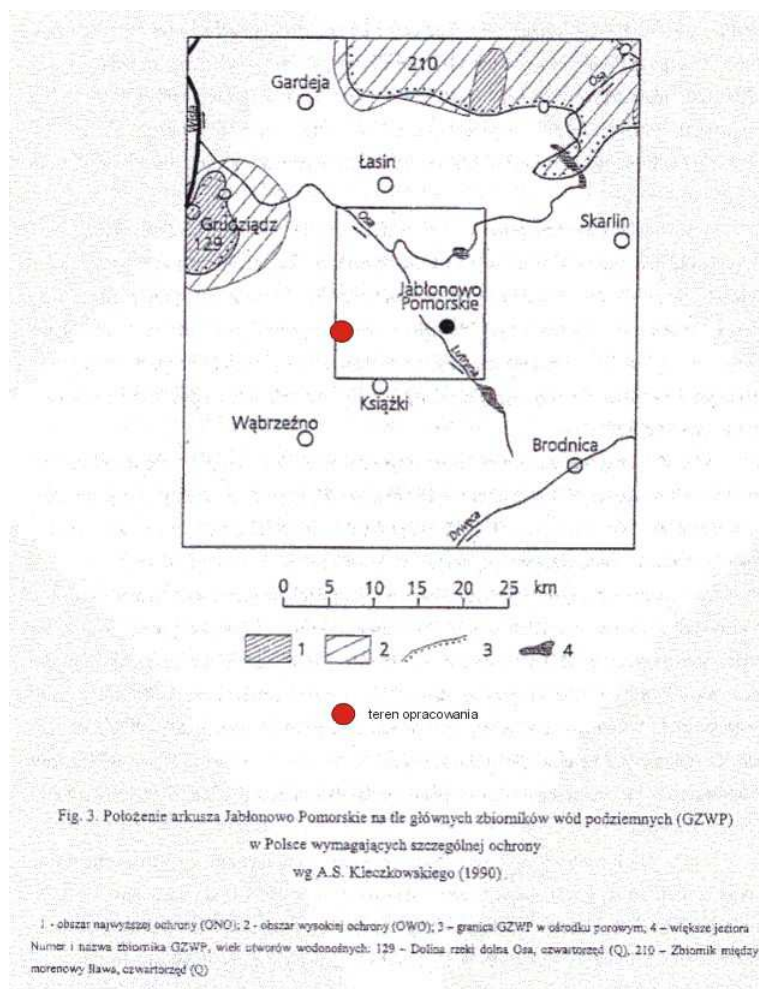 210
Gardeja
Osa
Wisła
Łasin
Grudziądz
129
Osa
Skarlin
Jabłonowo
Pomorskie
Lutryna
Książki
Wąbrzeźno
Brodnica
Drwęca
0 5 10 15 20 25 km
1 2 3 4
teren opracowania
Fig. 3. Położenie arkusza Jabłonowo Pomorskie na tle głównych zbiorników wód podziemnych (GZWP)
w Polsce wymagających szczególnej ochrony
wg A.S. Kleczkowskiego (1990).
1 - obszar najwyższej ochrony (ONO); 2 - obszar wysokiej ochrony (OWO); 3 – granica GZWP w ośrodku porowym; 4 – większe jeziora
Numer i nazwa zbiornika GZWP, wiek utworów wodonośnych: 129 – Dolina rzeki dolna Osa, czwartorzęd (Q), 210 – Zbiornik między
morenowy Iława, czwartorzęd (Q)